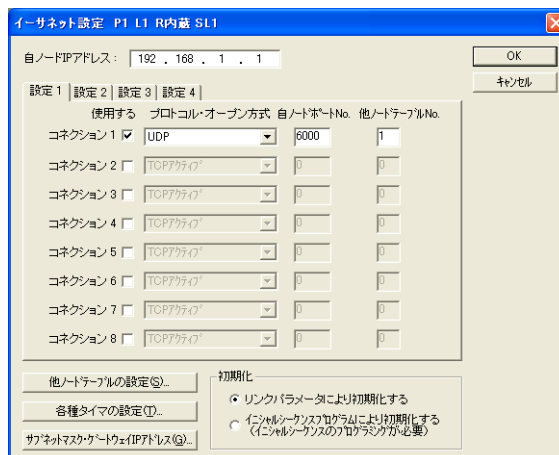 イーサネット設定 P1 L1 R内蔵 SL1
自ノードIPアドレス： 192 . 168 . 1 . 1
OK
キャンセル
設定 1 設定 2 設定 3 設定 4
使用する プロトコル・オープン方式 自ノードポートNo. 他ノードテーブルNo.
コネクション 1 UDP 6000 1
コネクション 2 TCPアクティブ 0 0
コネクション 3 TCPアクティブ 0 0
コネクション 4 TCPアクティブ 0 0
コネクション 5 TCPアクティブ 0 0
コネクション 6 TCPアクティブ 0 0
コネクション 7 TCPアクティブ 0 0
コネクション 8 TCPアクティブ 0 0
他ノードテーブルの設定(S)...
各種タイマの設定(T)...
サブネットマスク・ゲートウェイIPアドレス(G)...
初期化
リンクパラメータにより初期化する
イニシャルシーケンスプログラムにより初期化する
(イニシャルシーケンスのプログラミングが必要)